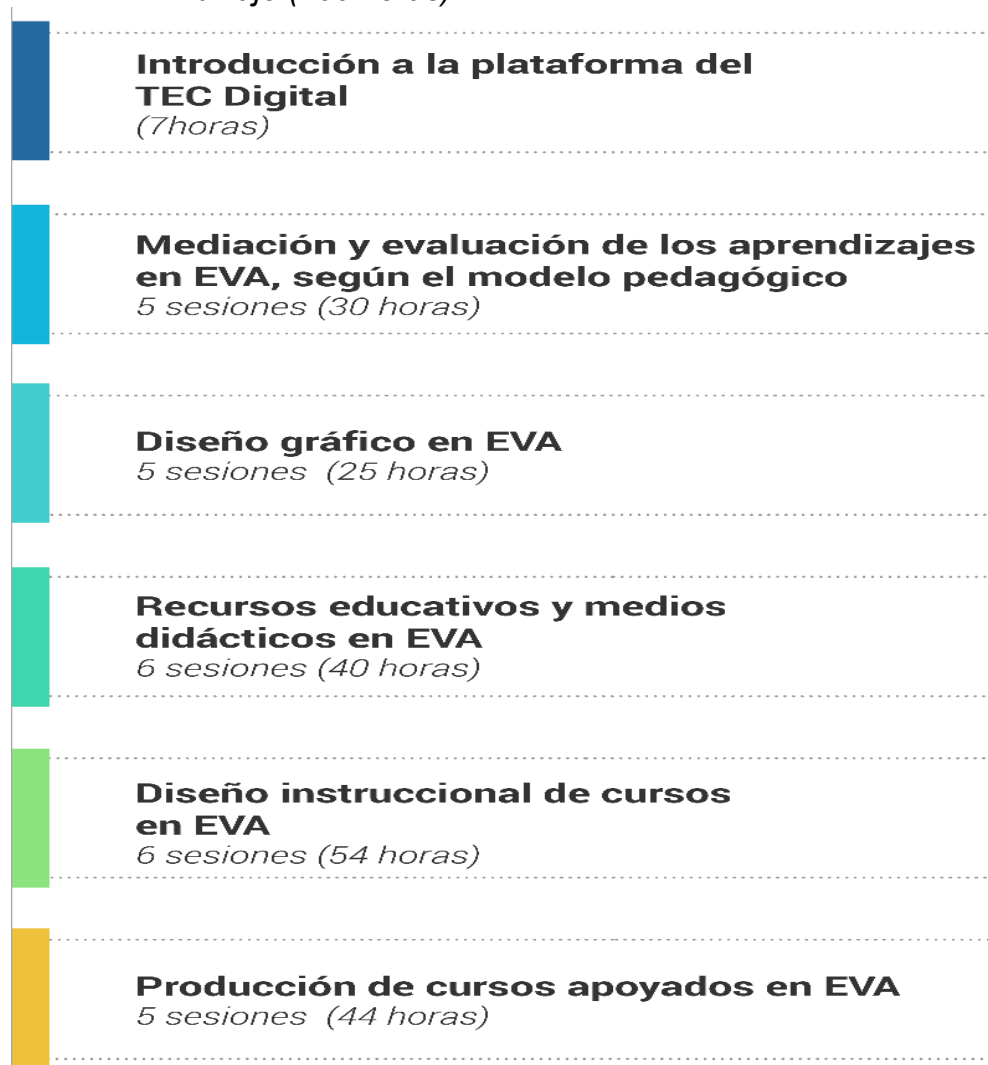 Introducción a la plataforma del
TEC Digital
(7horas)
Mediación y evaluación de los aprendizajes
en EVA, según el modelo pedagógico
5 sesiones (30 horas)
Diseño gráfico en EVA
5 sesiones (25 horas)
Recursos educativos y medios
didácticos en EVA
6 sesiones (40 horas)
Diseño instruccional de cursos
en EVA
6 sesiones (54 horas)
Producción de cursos apoyados en EVA
5 sesiones (44 horas)